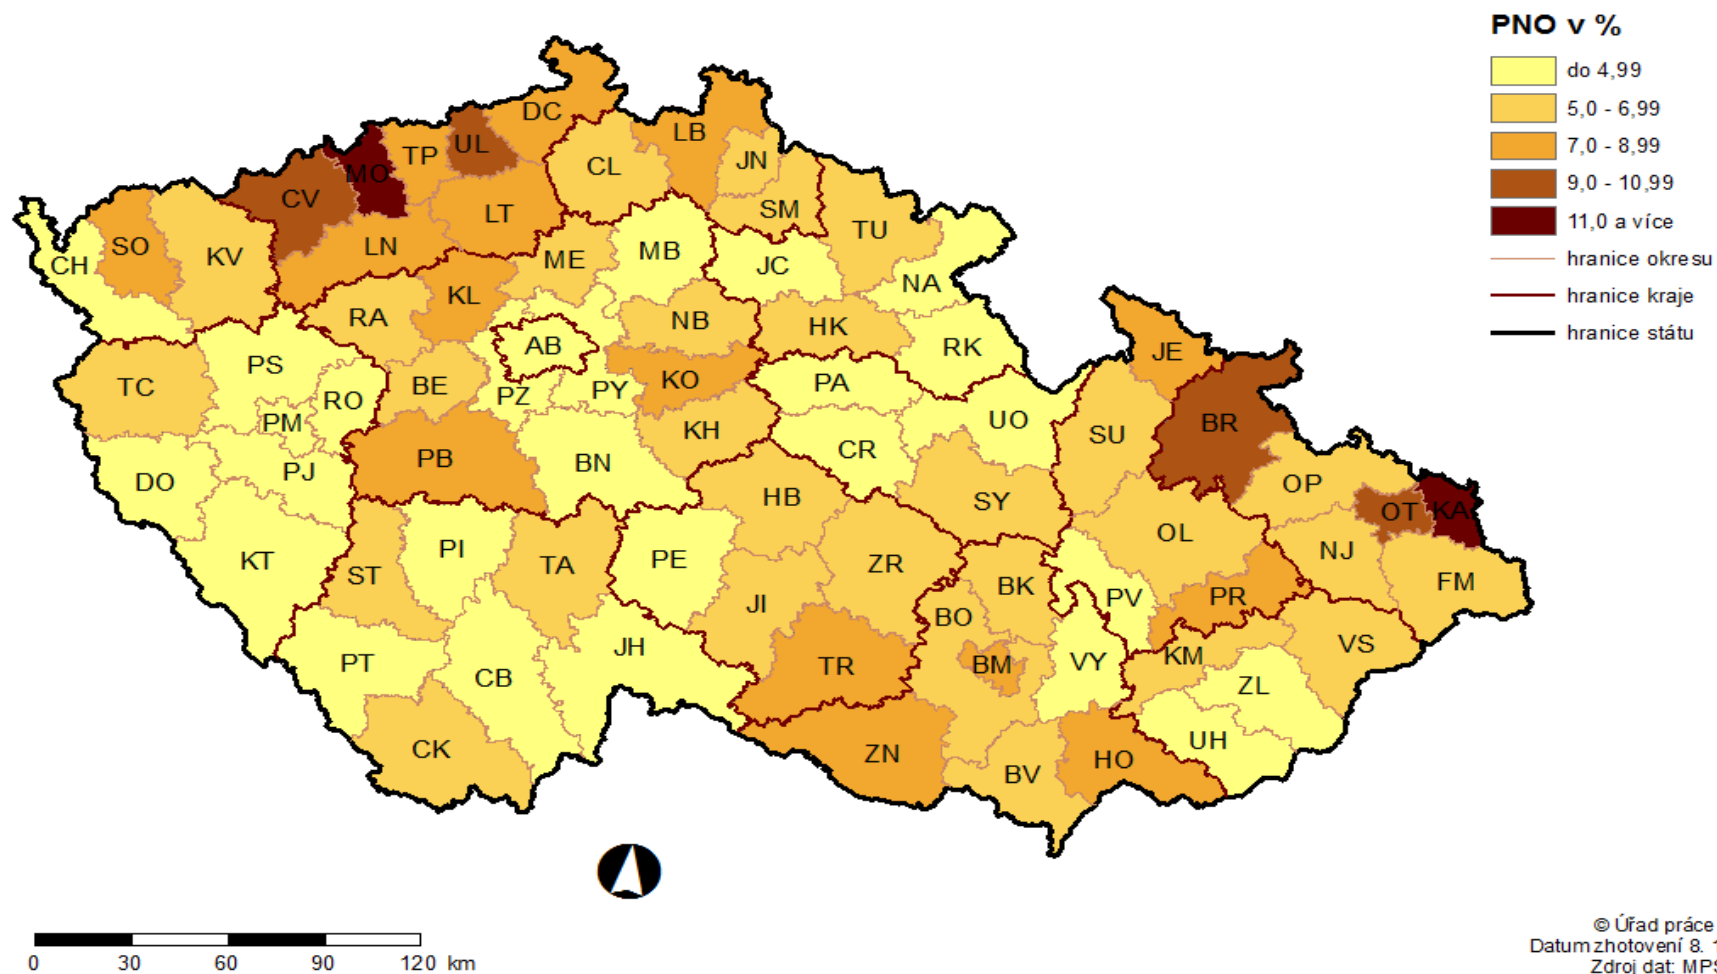 PNO v %
do 4,99
5,0 - 6,99
7,0 - 8,99
9,0 - 10,99
11,0 a více
hranice okresu
hranice kraje
hranice státu
DC
UL
TP
MO
LB
JN
CL
CV
LT
SM
SO
KV
LN
TU
CH
ME
MB
JC
NA
KL
RA
NB
HK
AB
RK
JE
PS
TC
BE
KO
PA
PZ
PY
RO
PM
UO
SU
BR
KH
CR
PB
BN
PJ
DO
OP
HB
SY
OT
KA
OL
NJ
KT
PI
TA
PE
ZR
ST
BK
FM
JI
PV
PR
BO
JH
VS
KM
VY
BM
TR
PT
CB
ZL
UH
CK
ZN
BV
HO
0 30 60 90 120 km
© Úřad práce
Datum zhotovení 8. 1
Zdroj dat: MPS